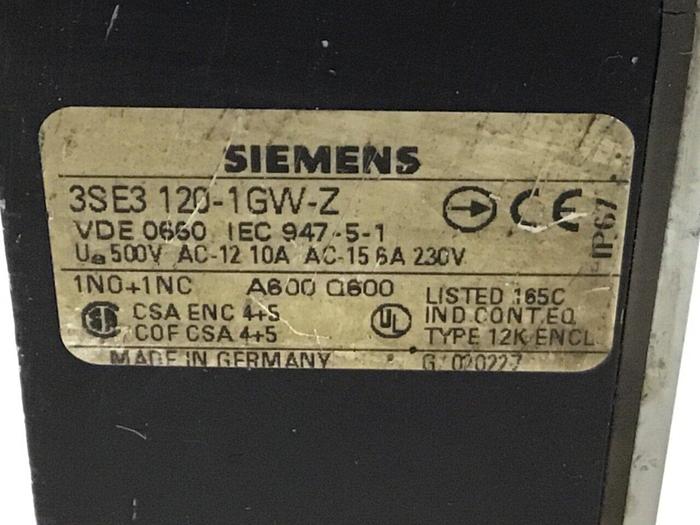 SIEMENS
3SE3 120-1GW-Z
CE
IP67
VDE 0660 IEC 947-5-1
Ue 500V AC-12 10A AC-15 6A 230V
1NO+1NC A600 Q600
CSA ENC 4+5
COF CSA 4+5
UL
LISTED 165C
IND.CONT.EQ
TYPE 12K ENCL
MADE IN GERMANY G/020227